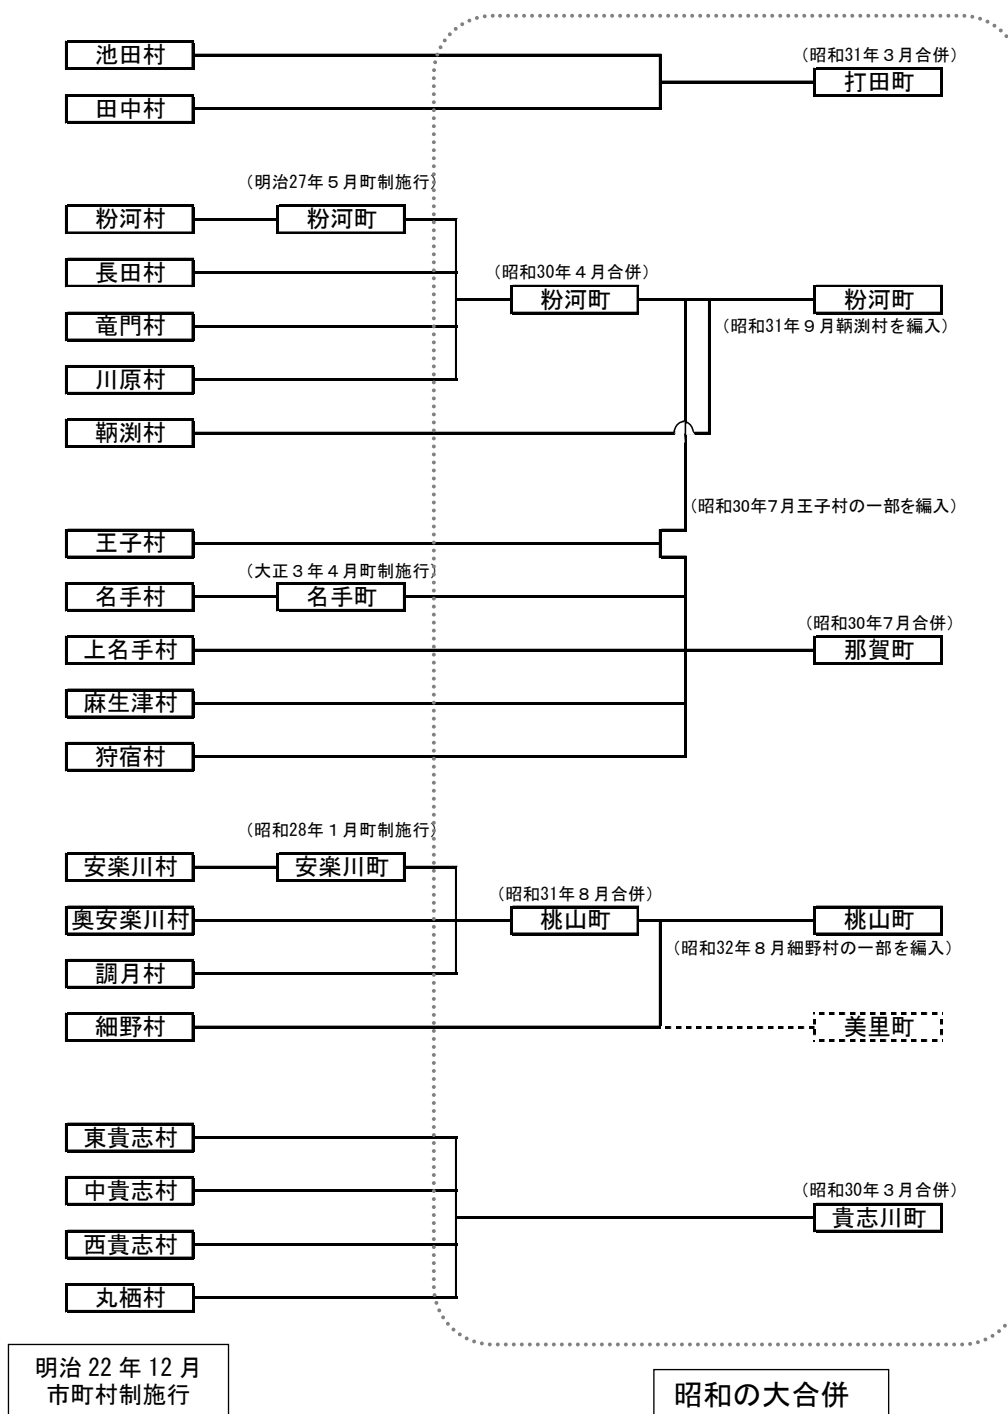 池田村
（昭和31年３月合併）
打田町
田中村
（明治27年５月町制施行）
粉河村
粉河町
長田村
（昭和30年４月合併）
粉河町
粉河町
竜門村
（昭和31年９月鞆渕村を編入）
川原村
鞆渕村
（昭和30年7月王子村の一部を編入）
王子村
（大正３年４月町制施行）
名手村
名手町
（昭和30年7月合併）
上名手村
那賀町
麻生津村
狩宿村
（昭和28年１月町制施行）
安楽川村
安楽川町
（昭和31年８月合併）
奥安楽川村
桃山町
桃山町
（昭和32年８月細野村の一部を編入）
調月村
細野村
美里町
東貴志村
中貴志村
（昭和30年３月合併）
貴志川町
西貴志村
丸栖村
明治 22 年 12 月
市町村制施行
昭和の大合併